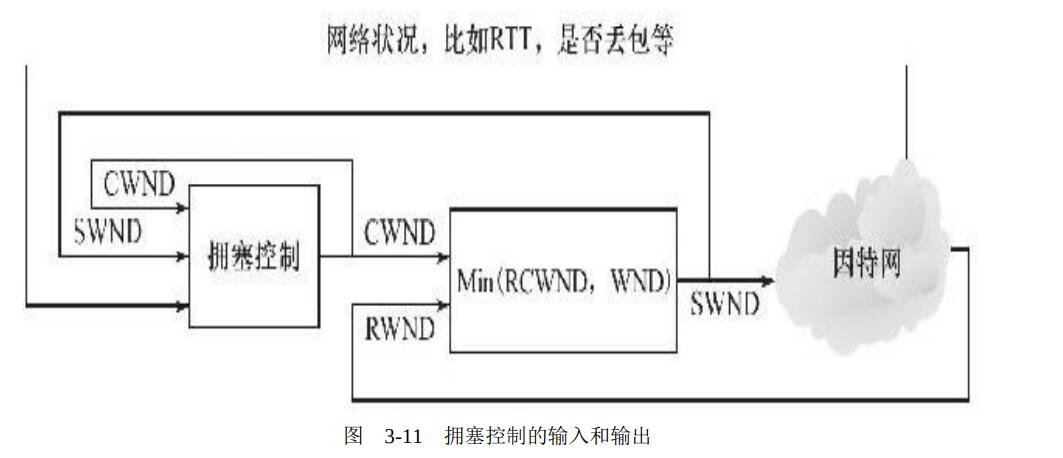 网络状况，比如RTT，是否丢包等
CWND
SWND
拥塞控制
CWND
RWND
Min(RCWND，WND)
SWND
因特网
图 3-11 拥塞控制的输入和输出